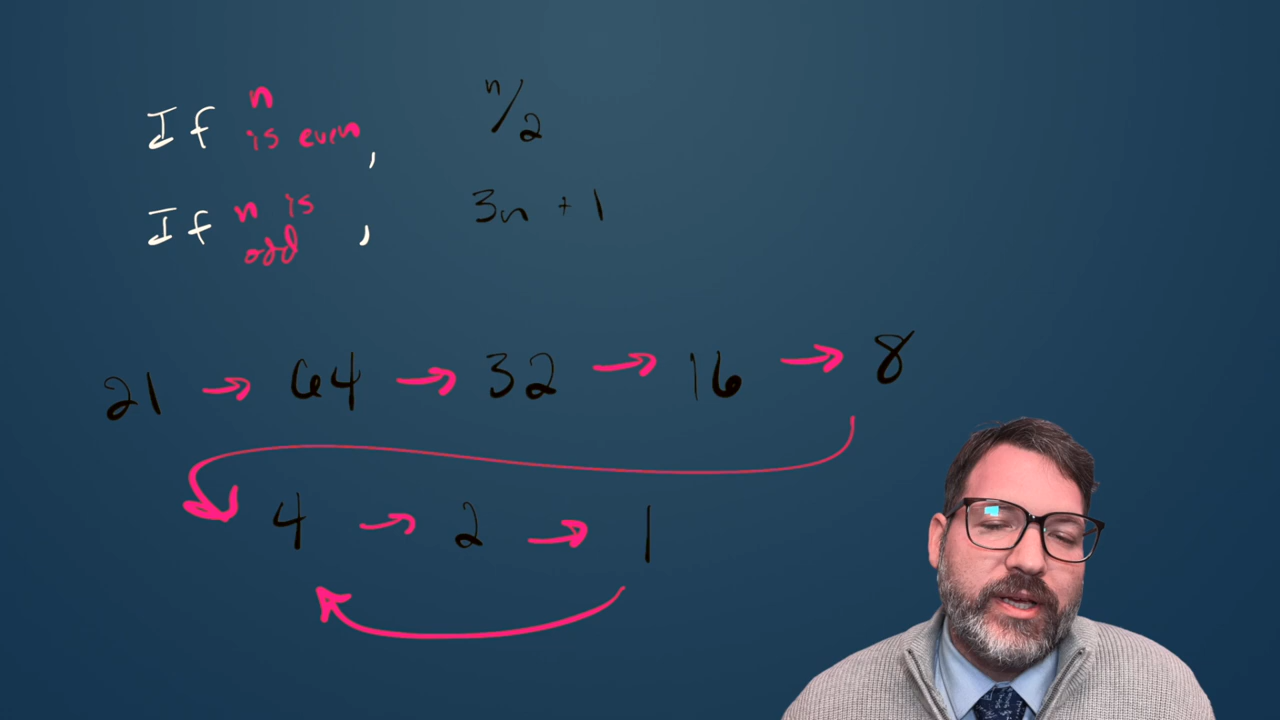 If n is even, n/2
If n is odd, 3n + 1
21 → 64 → 32 → 16 → 8
4 → 2 → 1